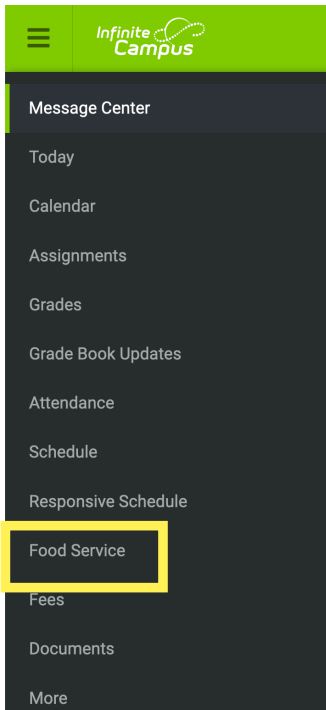 Infinite
Campus
Message Center
Today
Calendar
Assignments
Grades
Grade Book Updates
Attendance
Schedule
Responsive Schedule
Food Service
Fees
Documents
More